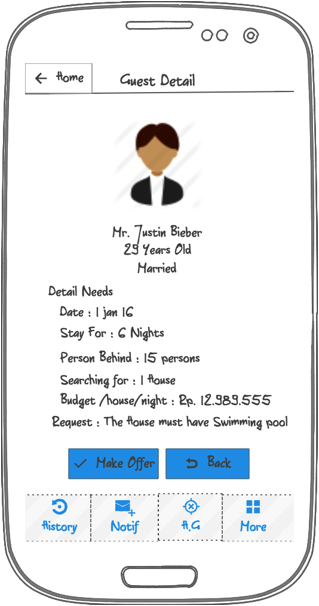 Home
Guest Detail
Mr. Justin Bieber
29 Years Old
Married
Detail Needs
Date : 1 jan 16
Stay For : 6 Nights
Person Behind : 15 persons
Searching for : 1 House
Budget /house/night : Rp. 12.989.555
Request : The House must have Swimming pool
Make Offer
Back
History
Notif
H.G
More